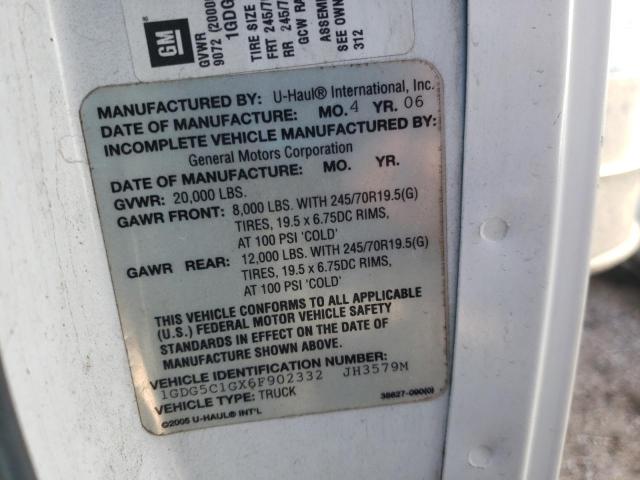 GM
GVWR
9072 (2000
1GDG
TIRE SIZE
FRT 245/7
RR 245/7
GCW RA
ASSEM
SEE OWN
312
MANUFACTURED BY: U-Haul® International, Inc.
DATE OF MANUFACTURE: MO. 4 YR. 06
INCOMPLETE VEHICLE MANUFACTURED BY:
General Motors Corporation
DATE OF MANUFACTURE: MO. YR.
GVWR: 20,000 LBS.
GAWR FRONT: 8,000 LBS. WITH 245/70R19.5(G)
TIRES, 19.5 x 6.75DC RIMS,
AT 100 PSI 'COLD'
GAWR REAR: 12,000 LBS. WITH 245/70R19.5(G)
TIRES, 19.5 x 6.75DC RIMS,
AT 100 PSI 'COLD'
THIS VEHICLE CONFORMS TO ALL APPLICABLE
(U.S.) FEDERAL MOTOR VEHICLE SAFETY
STANDARDS IN EFFECT ON THE DATE OF
MANUFACTURE SHOWN ABOVE.
VEHICLE IDENTIFICATION NUMBER:
1GDG5C1GX6F902332 JH3579M
VEHICLE TYPE: TRUCK
©2005 U-HAUL® INT'L 38627-090(0)